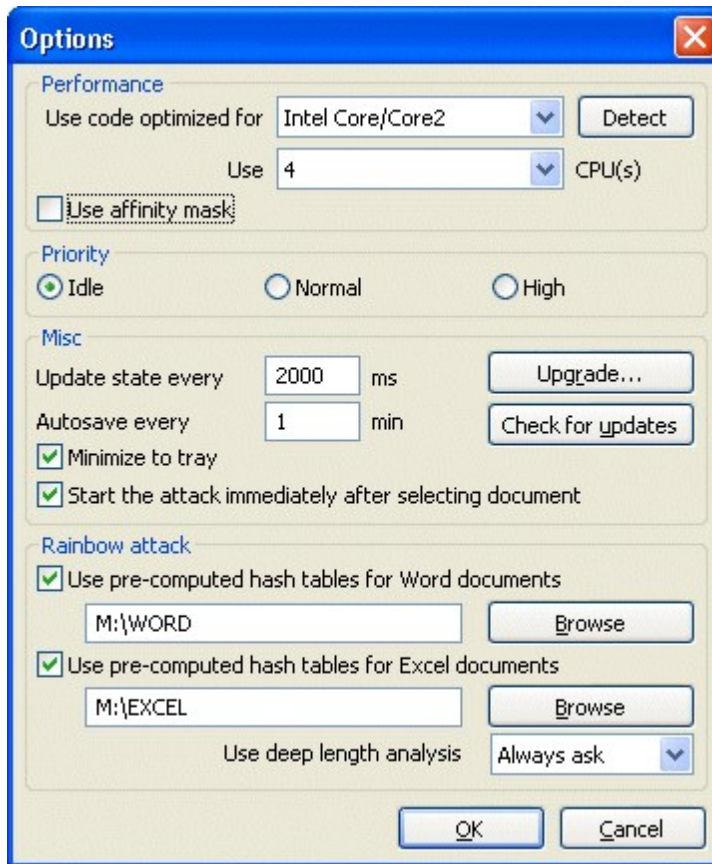 Options
Performance
Use code optimized for Intel Core/Core2 Detect
Use 4 CPU(s)
Use affinity mask
Priority
Idle Normal High
Misc
Update state every 2000 ms Upgrade...
Autosave every 1 min Check for updates
Minimize to tray
Start the attack immediately after selecting document
Rainbow attack
Use pre-computed hash tables for Word documents
M:\WORD Browse
Use pre-computed hash tables for Excel documents
M:\EXCEL Browse
Use deep length analysis Always ask
OK Cancel